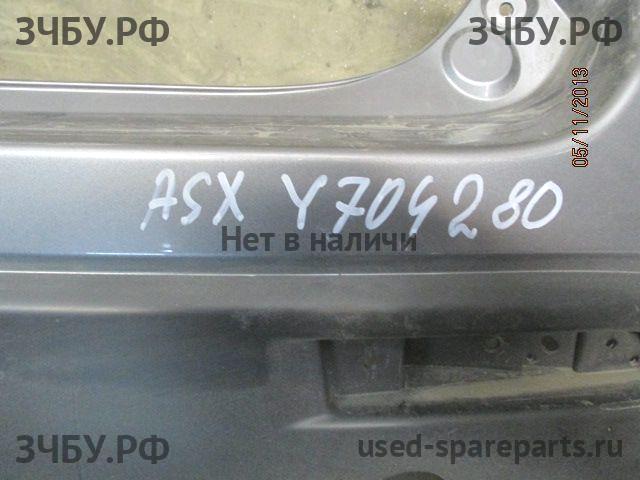 ЗЧБУ.РФ
ЗЧБУ.РФ
05/11/2013
ASX Y704280
Нет в наличи
ЗЧБУ.РФ
used-spareparts.ru